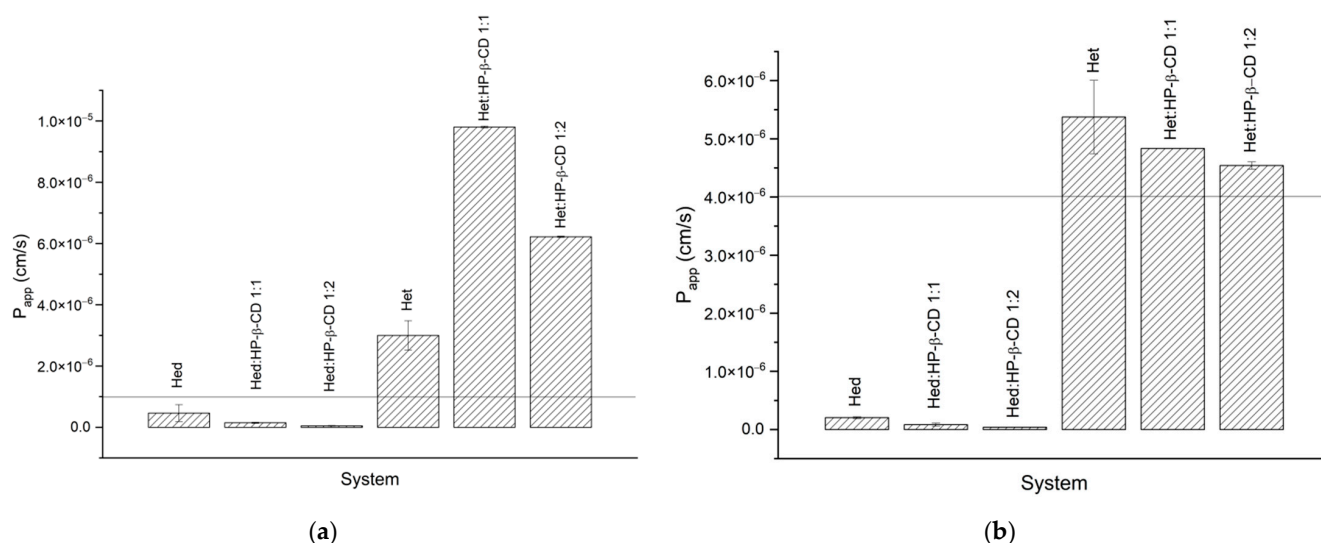 1.0×10⁻⁵
8.0×10⁻⁶
6.0×10⁻⁶
4.0×10⁻⁶
2.0×10⁻⁶
0.0
P_app (cm/s)
Hed
Hed:HP-β-CD 1:1
Hed:HP-β-CD 1:2
Het
Het:HP-β-CD 1:1
Het:HP-β-CD 1:2
System
(a)
6.0×10⁻⁶
5.0×10⁻⁶
4.0×10⁻⁶
3.0×10⁻⁶
2.0×10⁻⁶
1.0×10⁻⁶
0.0
P_app (cm/s)
Hed
Hed:HP-β-CD 1:1
Hed:HP-β-CD 1:2
Het
Het:HP-β-CD 1:1
Het:HP-β–CD 1:2
System
(b)